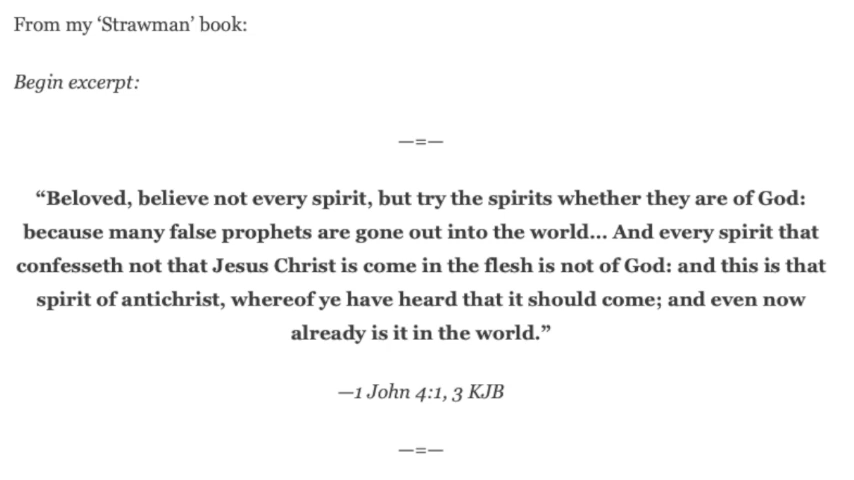 From my ‘Strawman’ book:
Begin excerpt:
—=—
“Beloved, believe not every spirit, but try the spirits whether they are of God:
because many false prophets are gone out into the world... And every spirit that
confesseth not that Jesus Christ is come in the flesh is not of God: and this is that
spirit of antichrist, whereof ye have heard that it should come; and even now
already is it in the world.”
—1 John 4:1, 3 KJB
—=—